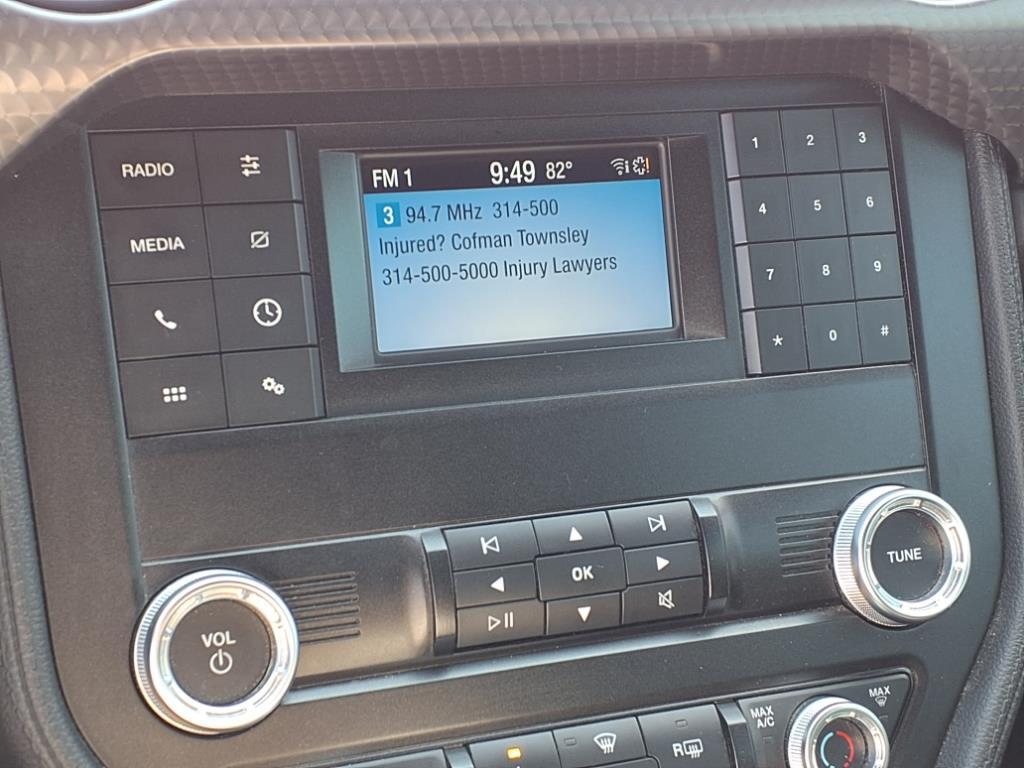 RADIO
MEDIA
FM 1 9:49 82°
3 94.7 MHz 314-500
Injured? Cofman Townsley
314-500-5000 Injury Lawyers
1 2 3
4 5 6
7 8 9
* 0 #
OK
VOL
TUNE
MAX
A/C
MAX
R